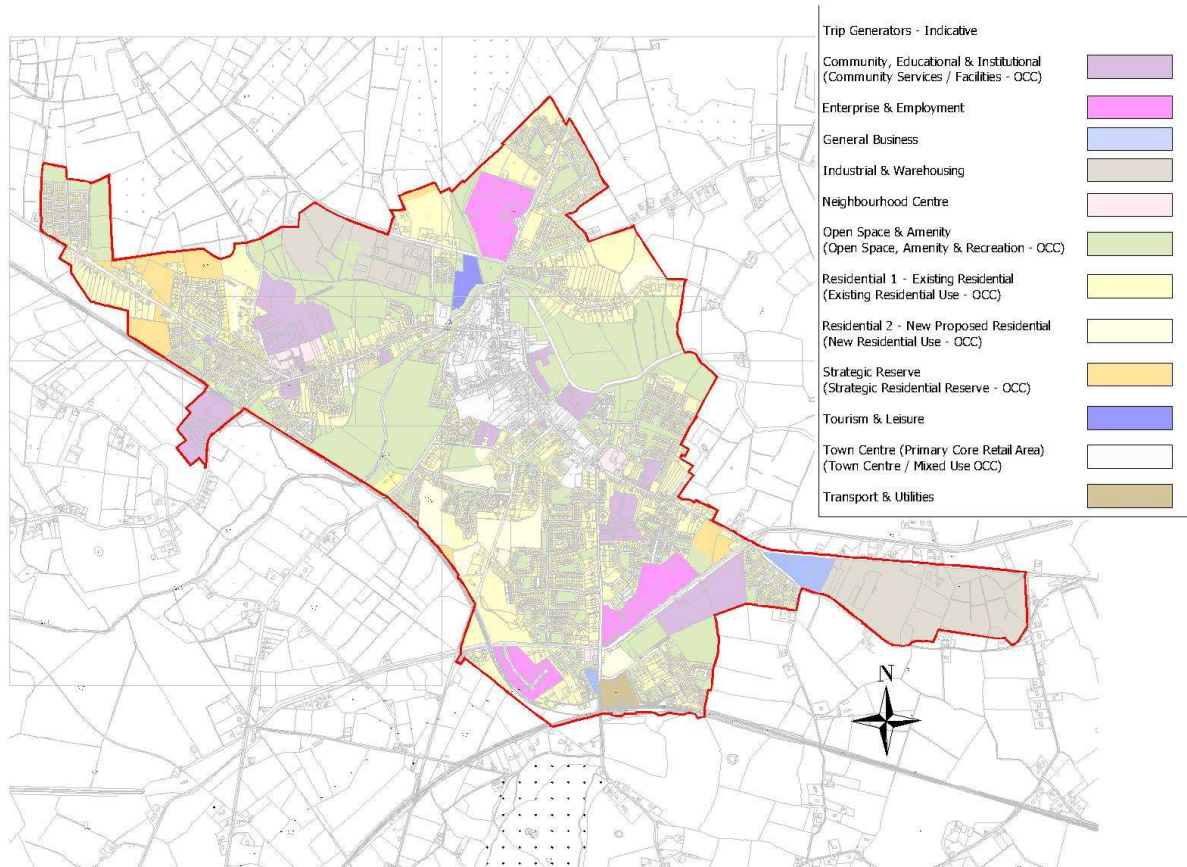 Trip Generators - Indicative
Community, Educational & Institutional
(Community Services / Facilities - OCC)
Enterprise & Employment
General Business
Industrial & Warehousing
Neighbourhood Centre
Open Space & Amenity
(Open Space, Amenity & Recreation - OCC)
Residential 1 - Existing Residential
(Existing Residential Use - OCC)
Residential 2 - New Proposed Residential
(New Residential Use - OCC)
Strategic Reserve
(Strategic Residential Reserve - OCC)
Tourism & Leisure
Town Centre (Primary Core Retail Area)
(Town Centre / Mixed Use OCC)
Transport & Utilities
N